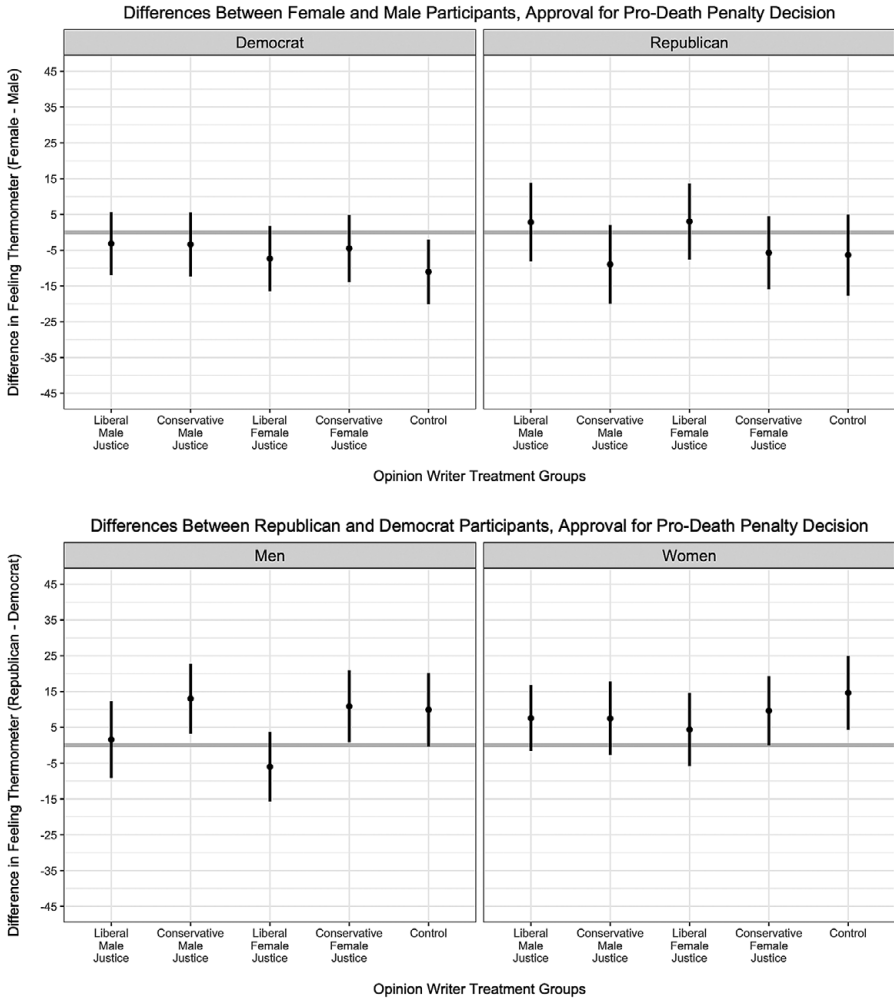 Differences Between Female and Male Participants, Approval for Pro-Death Penalty Decision
Democrat
Republican
Difference in Feeling Thermometer (Female - Male)
45
35
25
15
5
-5
-15
-25
-35
-45
Liberal
Male
Justice
Conservative
Male
Justice
Liberal
Female
Justice
Conservative
Female
Justice
Control
Liberal
Male
Justice
Conservative
Male
Justice
Liberal
Female
Justice
Conservative
Female
Justice
Control
Opinion Writer Treatment Groups
Differences Between Republican and Democrat Participants, Approval for Pro-Death Penalty Decision
Men
Women
Difference in Feeling Thermometer (Republican - Democrat)
45
35
25
15
5
-5
-15
-25
-35
-45
Liberal
Male
Justice
Conservative
Male
Justice
Liberal
Female
Justice
Conservative
Female
Justice
Control
Liberal
Male
Justice
Conservative
Male
Justice
Liberal
Female
Justice
Conservative
Female
Justice
Control
Opinion Writer Treatment Groups